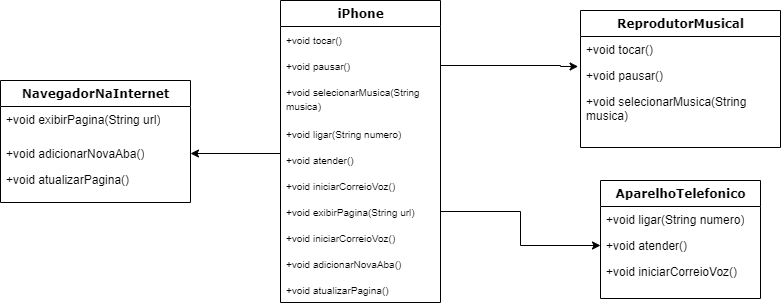 NavegadorNaInternet
+void exibirPagina(String url)
+void adicionarNovaAba()
+void atualizarPagina()
iPhone
+void tocar()
+void pausar()
+void selecionarMusica(String
musica)
+void ligar(String numero)
+void atender()
+void iniciarCorreioVoz()
+void exibirPagina(String url)
+void iniciarCorreioVoz()
+void adicionarNovaAba()
+void atualizarPagina()
ReprodutorMusical
+void tocar()
+void pausar()
+void selecionarMusica(String
musica)
AparelhoTelefonico
+void ligar(String numero)
+void atender()
+void iniciarCorreioVoz()